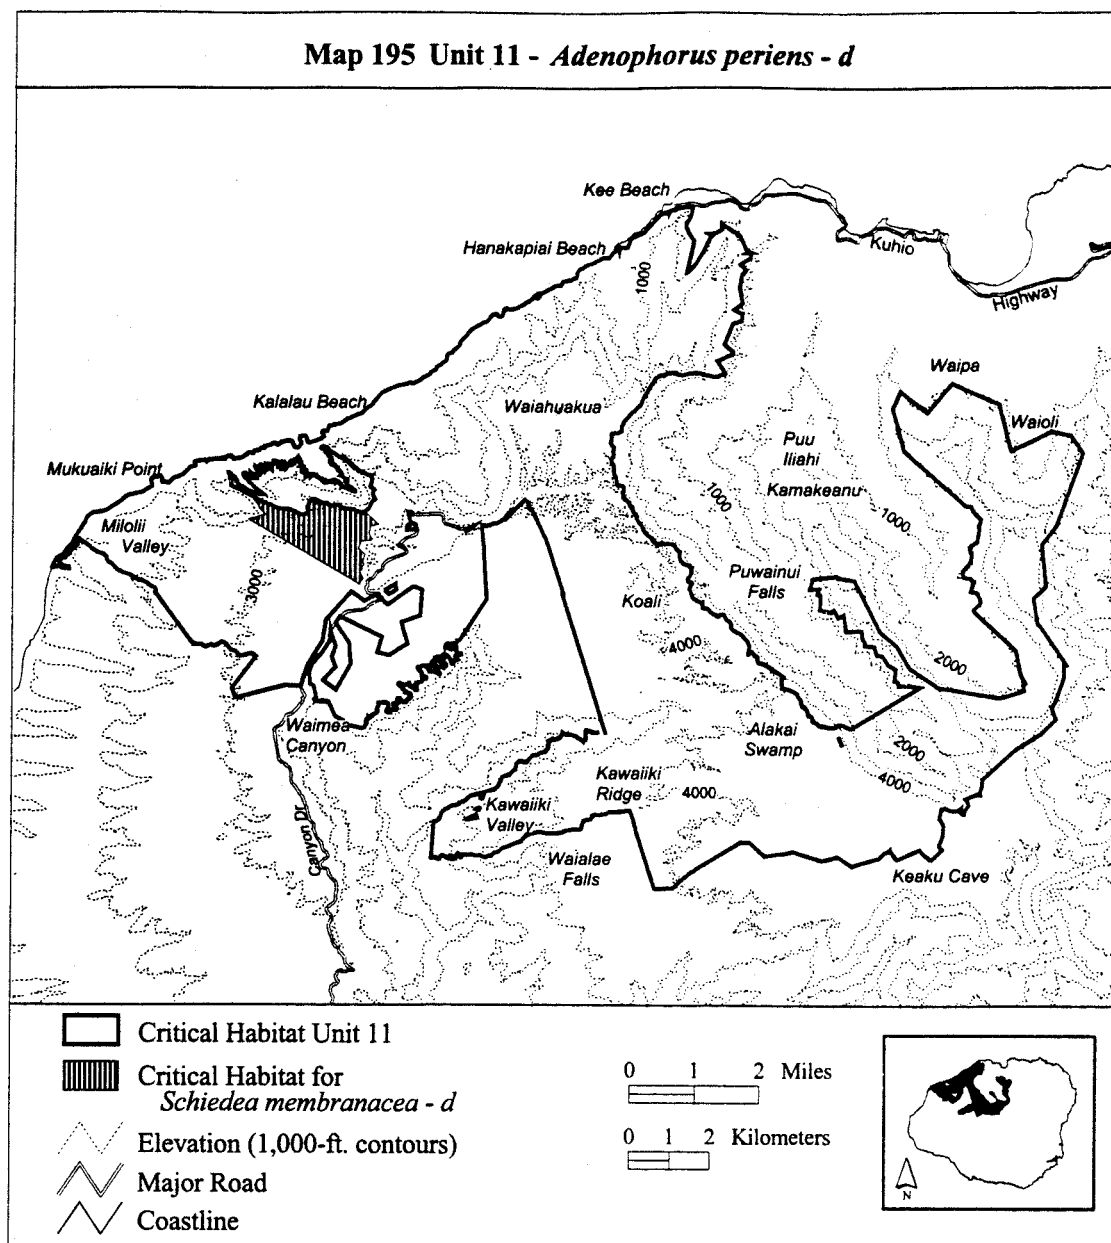 Map 195 Unit 11 - Adenophorus periens - d
Kee Beach
Hanakapiai Beach
Kuhio
Highway
1000
Waipa
Kalalau Beach
Waiahuakua
Waioli
Puu
Iliahi
Mukuaiki Point
Kamakeanu
1000
1000
Milolii
Valley
3000
Puwainui
Falls
Koali
4000
2000
Waimea
Canyon
Alakai
Swamp
2000
4000
Kawaiiki
Ridge
4000
Kawaiiki
Valley
Canyon Dr
Waialae
Falls
Keaku Cave
Critical Habitat Unit 11
Critical Habitat for
Schiedea membranacea - d
Elevation (1,000-ft. contours)
Major Road
Coastline
0 1 2 Miles
0 1 2 Kilometers
N